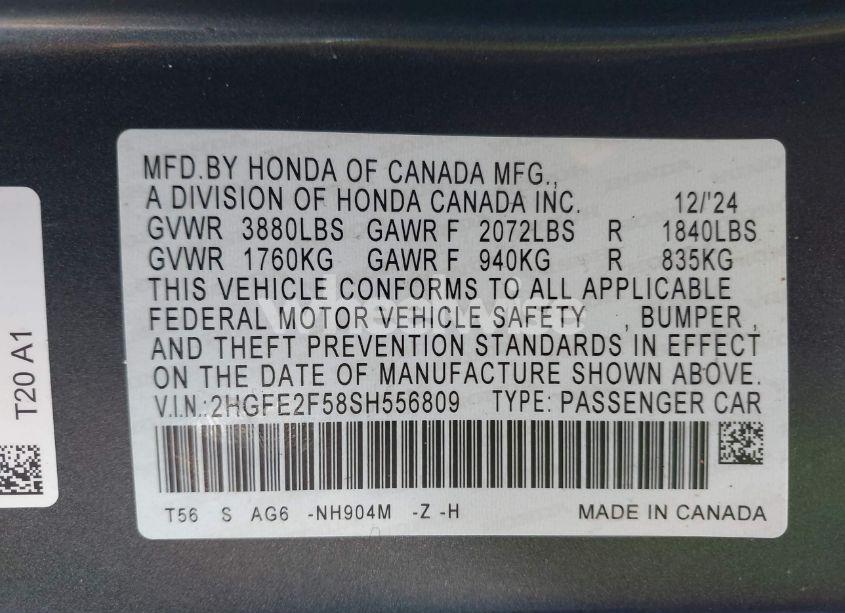 MFD.BY HONDA OF CANADA MFG.,
A DIVISION OF HONDA CANADA INC. 12/'24
GVWR 3880LBS GAWR F 2072LBS R 1840LBS
GVWR 1760KG GAWR F 940KG R 835KG
THIS VEHICLE CONFORMS TO ALL APPLICABLE
FEDERAL MOTOR VEHICLE SAFETY , BUMPER ,
AND THEFT PREVENTION STANDARDS IN EFFECT
ON THE DATE OF MANUFACTURE SHOWN ABOVE.
V.I.N.:2HGFE2F58SH556809 TYPE: PASSENGER CAR
T56 S AG6 -NH904M -Z -H MADE IN CANADA
T20 A1